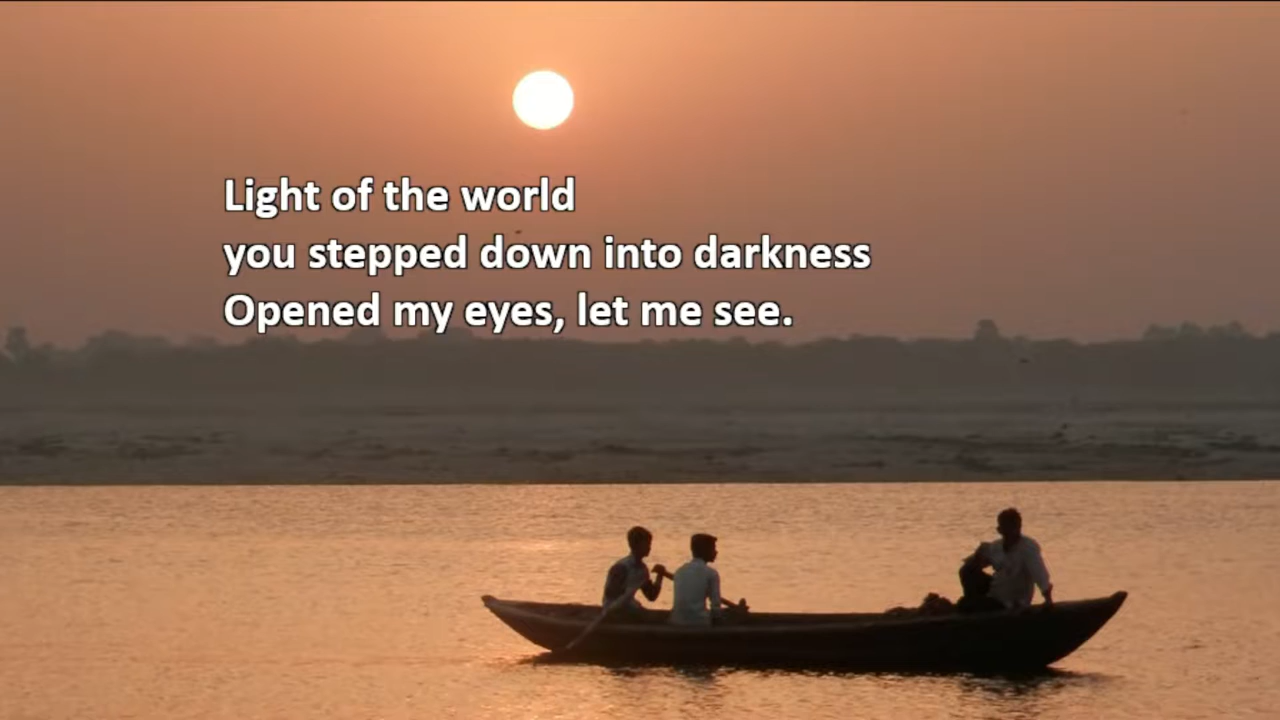 Light of the world
you stepped down into darkness
Opened my eyes, let me see.